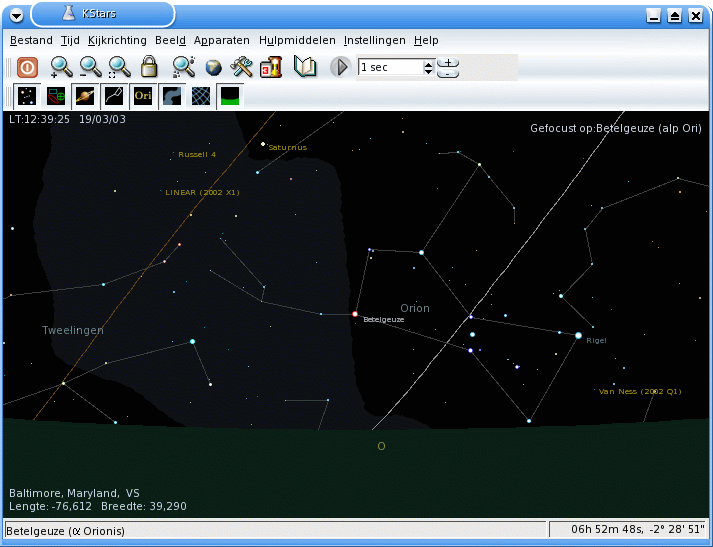 KStars
Bestand Tijd Kijkrichting Beeld Apparaten Hulpmiddelen Instellingen Help
1 sec
Ori
LT:12:39:25 19/03/03
Gefocust op:Betelgeuze (alp Ori)
Saturnus
Russell 4
LINEAR (2002 X1)
Orion
Betelgeuze
Tweelingen
Rigel
Van Ness (2002 Q1)
O
Baltimore, Maryland, VS
Lengte: -76,612 Breedte: 39,290
Betelgeuze (α Orionis)
06h 52m 48s, -2° 28' 51"